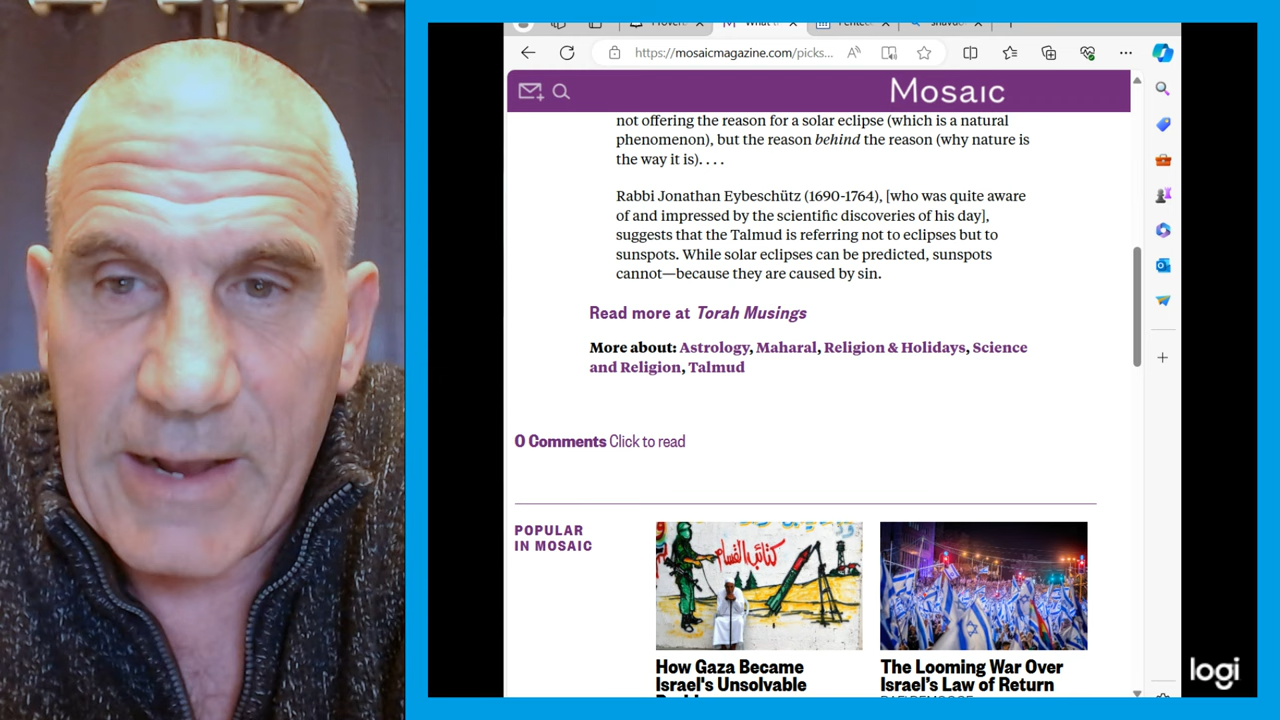 What
https://mosaicmagazine.com/picks...
Mosaic
not offering the reason for a solar eclipse (which is a natural
phenomenon), but the reason behind the reason (why nature is
the way it is). . . .
Rabbi Jonathan Eybeschütz (1690-1764), [who was quite aware
of and impressed by the scientific discoveries of his day],
suggests that the Talmud is referring not to eclipses but to
sunspots. While solar eclipses can be predicted, sunspots
cannot—because they are caused by sin.
Read more at Torah Musings
More about: Astrology, Maharal, Religion & Holidays, Science
and Religion, Talmud
0 Comments Click to read
POPULAR
IN MOSAIC
كتائب القسام
How Gaza Became
Israel's Unsolvable
The Looming War Over
Israel's Law of Return
logi